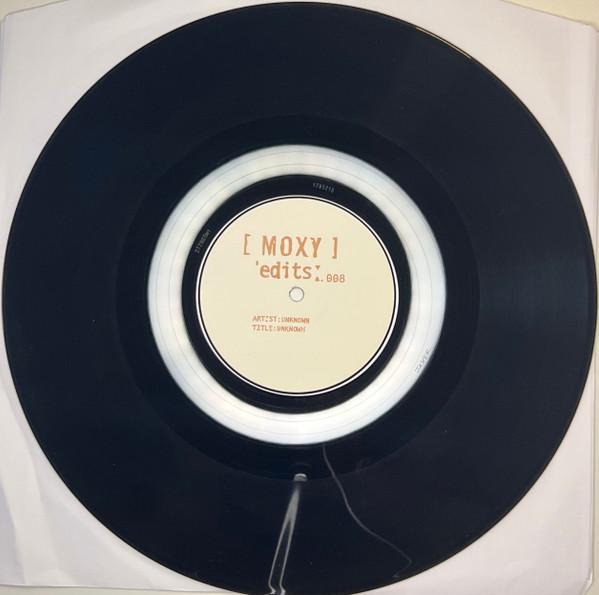 [ MOXY ]
'edits:.008
ARTIST:UNKNOWN
TITLE:UNKNOWN